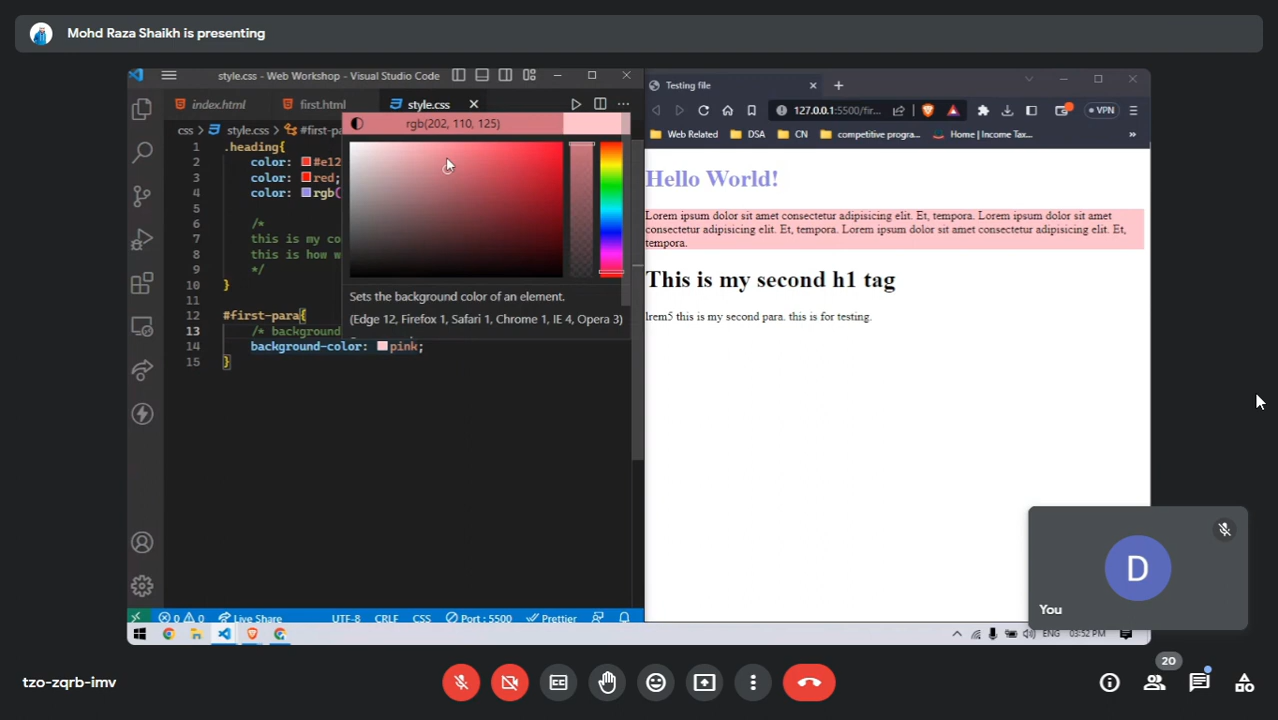 Mohd Raza Shaikh is presenting
style.css - Web Workshop - Visual Studio Code
index.html
first.html
style.css
css > style.css > #first-pa
rgb(202, 110, 125)
1 .heading{
2 color: #e12
3 color: red;
4 color: rgb(
5
6 /*
7 this is my co
8 this is how w
9 */
10 }
11
Sets the background color of an element.
(Edge 12, Firefox 1, Safari 1, Chrome 1, IE 4, Opera 3)
12 #first-para{
13 /* background
14 background-color: pink;
15 }
0 0 Live Share UTF-8 CRLF CSS Port : 5500 Prettier
Testing file
127.0.0.1:5500/fir...
VPN
Web Related DSA CN competitive progra... Home | Income Tax... »
Hello World!
Lorem ipsum dolor sit amet consectetur adipisicing elit. Et, tempora. Lorem ipsum dolor sit amet
consectetur adipisicing elit. Et, tempora. Lorem ipsum dolor sit amet consectetur adipisicing elit. Et,
tempora.
This is my second h1 tag
lrem5 this is my second para. this is for testing.
D
You
ENG 03:52 PM
tzo-zqrb-imv
20